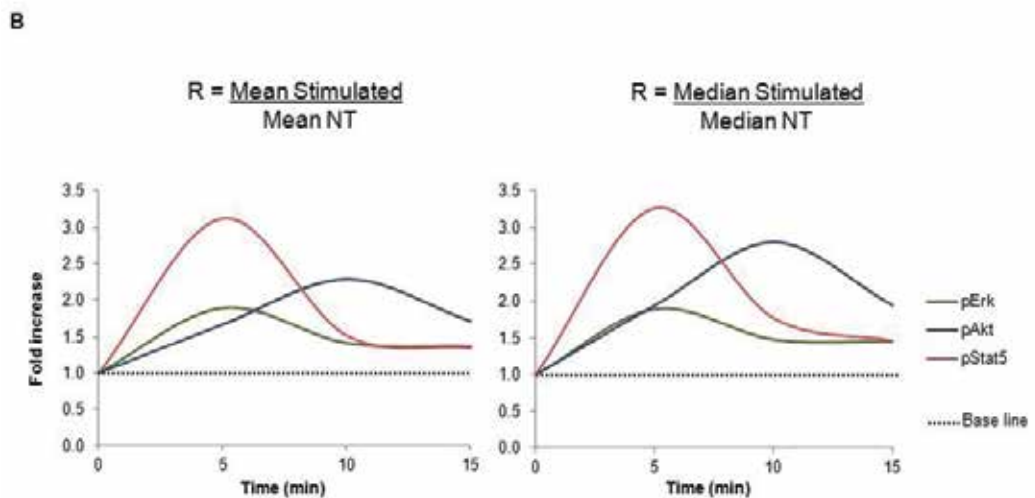 B
R = Mean Stimulated
Mean NT
R = Median Stimulated
Median NT
Fold increase
3.5
3.0
2.5
2.0
1.5
1.0
0.5
0.0
0
5
10
15
Time (min)
3.5
3.0
2.5
2.0
1.5
1.0
0.5
0.0
0
5
10
15
Time (min)
pErk
pAkt
pStat5
Base line